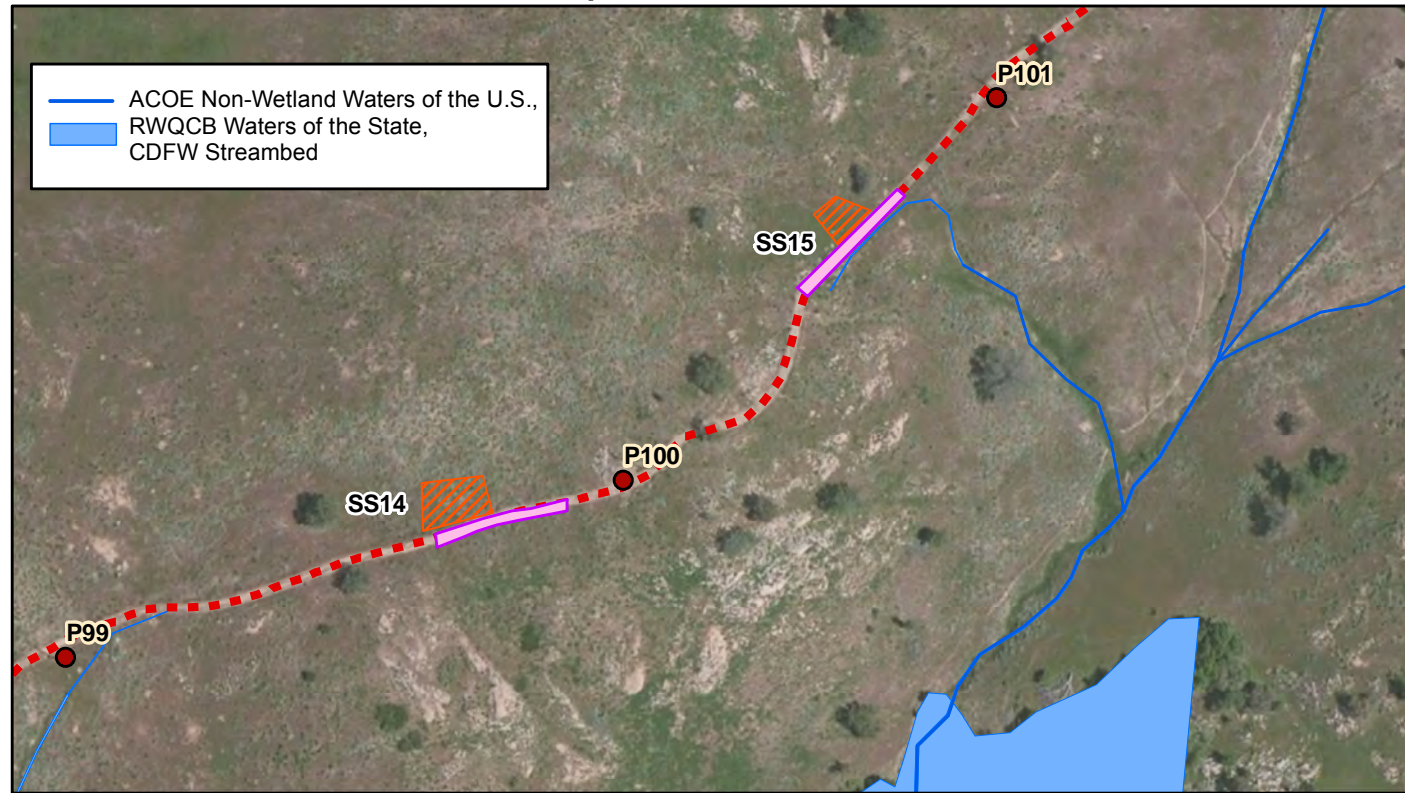 ACOE Non-Wetland Waters of the U.S.,
RWQCB Waters of the State,
CDFW Streambed
P101
SS15
P100
SS14
P99